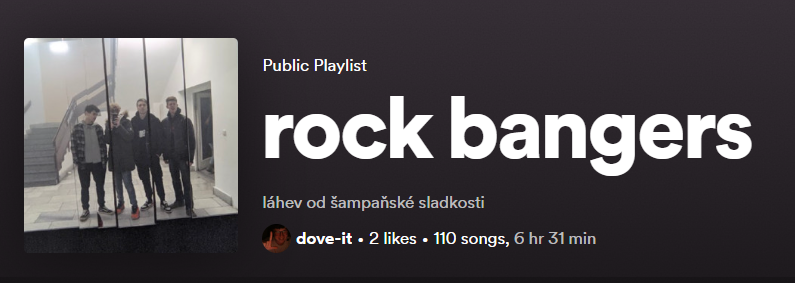 Public Playlist
rock bangers
láhev od šampaňské sladkosti
dove-it • 2 likes • 110 songs, 6 hr 31 min